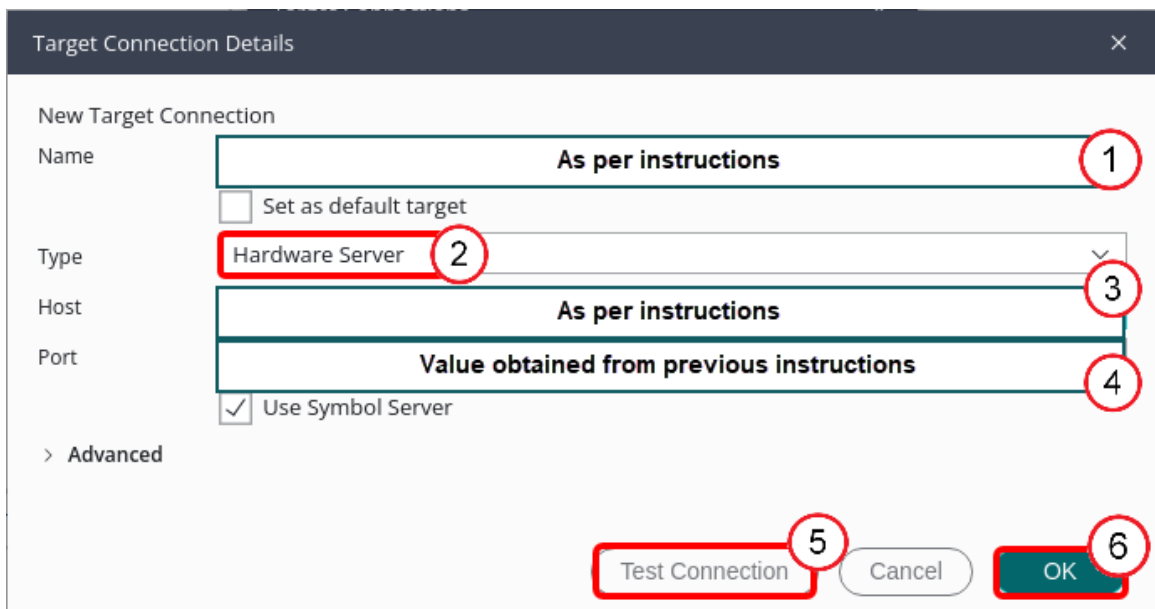 Target Connection Details
New Target Connection
Name As per instructions 1
Set as default target
Type Hardware Server 2
3
Host As per instructions
Port Value obtained from previous instructions 4
Use Symbol Server
Advanced
5 6
Test Connection Cancel OK